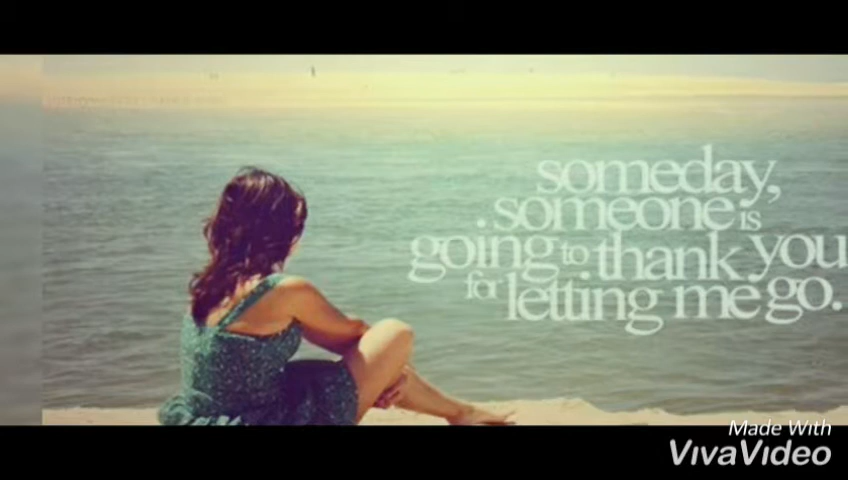 someday,
someone is
going to thank you
for letting me go.
Made With
VivaVideo